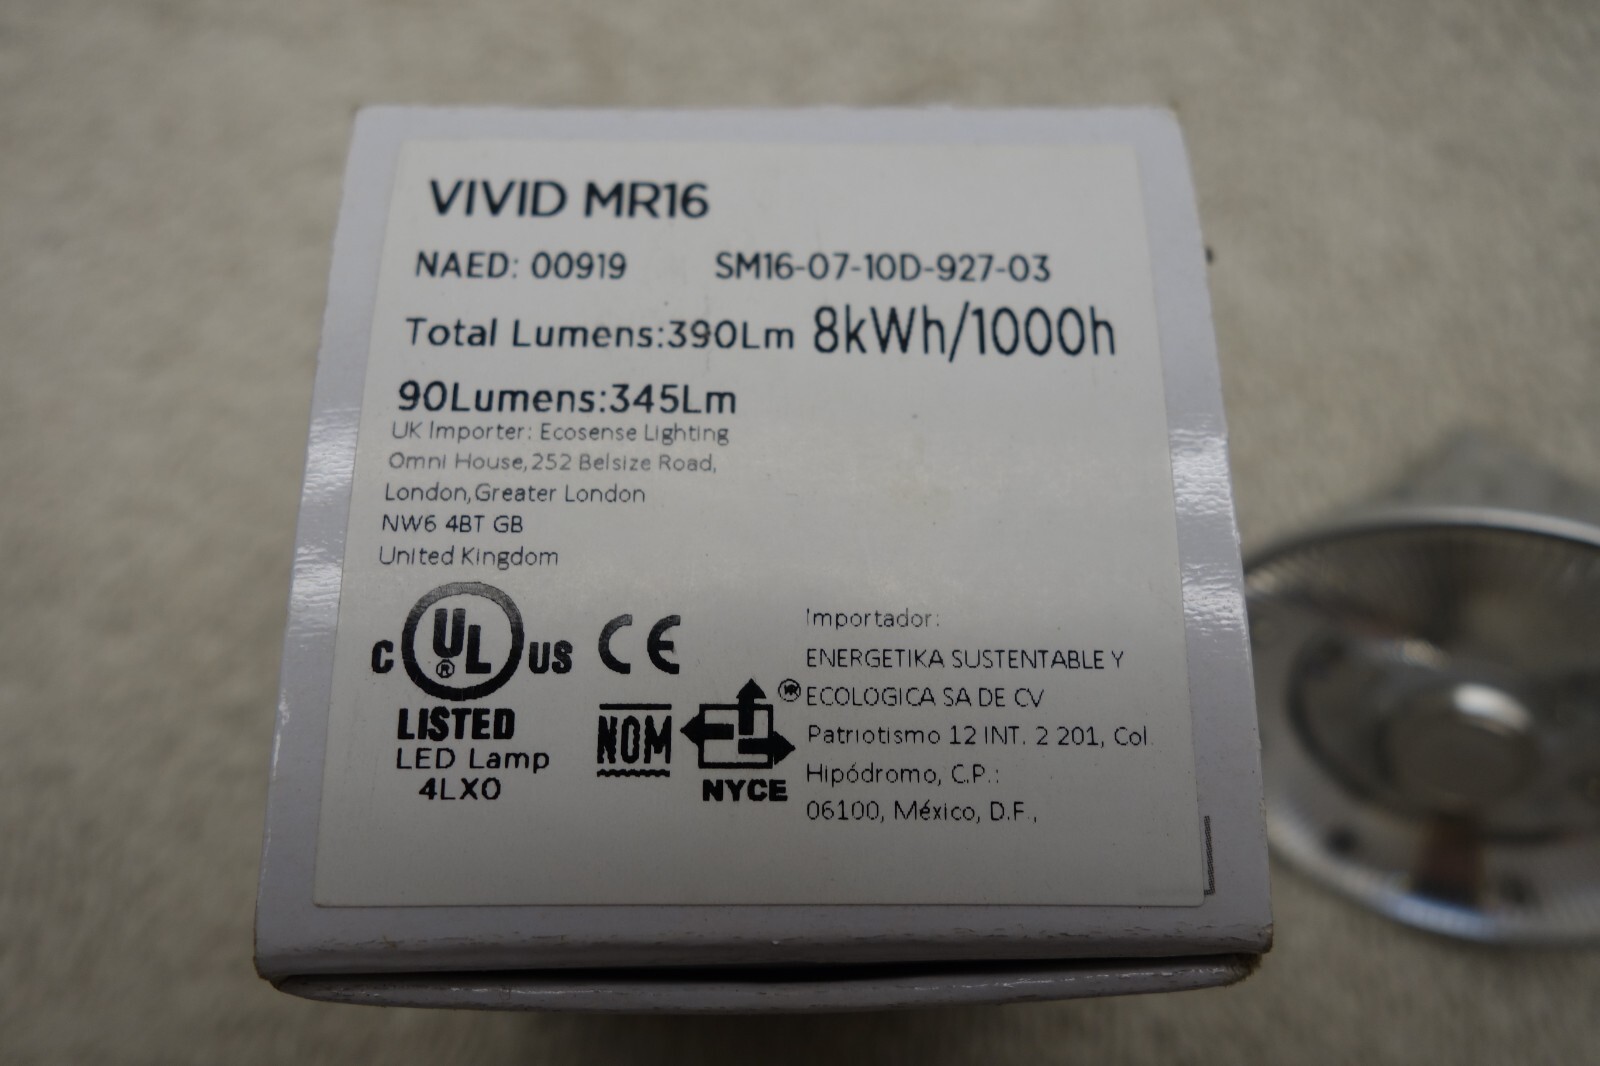 VIVID MR16
NAED: 00919 SM16-07-10D-927-03
Total Lumens:390Lm 8kWh/1000h
90Lumens:345Lm
UK Importer: Ecosense Lighting
Omni House,252 Belsize Road,
London,Greater London
NW6 4BT GB
United Kingdom
C UL ® US CE
LISTED
LED Lamp
4LX0
NOM
NYCE
MR
Importador:
ENERGETIKA SUSTENTABLE Y
ECOLOGICA SA DE CV
Patriotismo 12 INT. 2 201, Col.
Hipódromo, C.P.:
06100, México, D.F.,